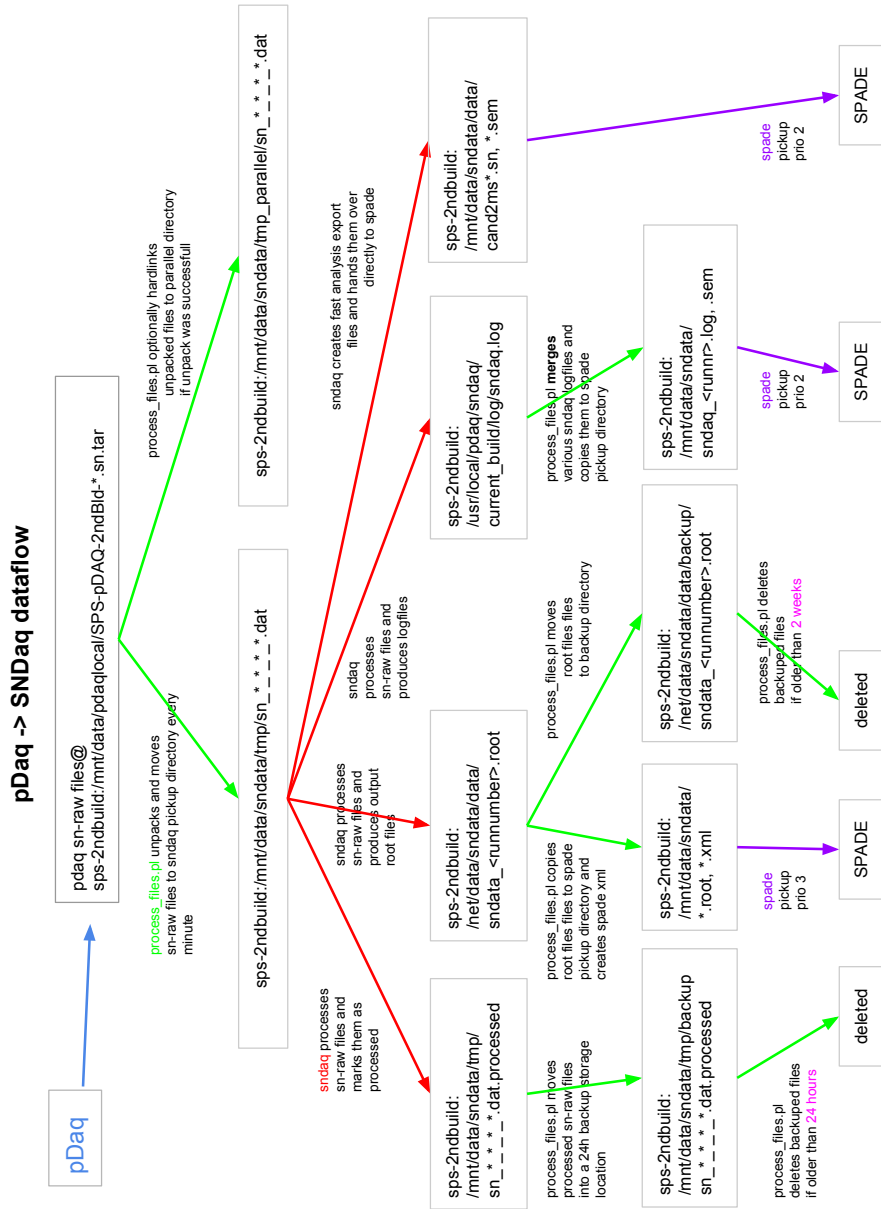 pDaq -> SNDaq dataflow
pDaq
pdaq sn-raw files@
sps-2ndbuild:/mnt/data/pdaqlocal/SPS-pDAQ-2ndBld-*.sn.tar
process_files.pl unpacks and moves
sn-raw files to sndaq pickup directory every
minute
process_files.pl optionally hardlinks
unpacked files to parallel directory
if unpack was successfull
sps-2ndbuild:/mnt/data/sndata/tmp/sn_*_*_*_*.dat
sps-2ndbuild:/mnt/data/sndata/tmp_parallel/sn_*_*_*_*.dat
sndaq processes
sn-raw files and
marks them as
processed
sndaq processes
sn-raw files and
produces output
root files
sndaq
processes
sn-raw files and
produces logfiles
sndaq creates fast analysis export
files and hands them over
directly to spade
sps-2ndbuild:
/mnt/data/sndata/tmp/
sn_*_*_*_*.dat.processed
sps-2ndbuild:
/net/data/sndata/data/
sndata_<runnumber>.root
sps-2ndbuild:
/usr/local/pdaq/sndaq/
current_build/log/sndaq.log
sps-2ndbuild:
/mnt/data/sndata/data/
cand2ms*.sn, *.sem
process_files.pl moves
processed sn-raw files
into a 24h backup storage
location
process_files.pl copies
root files files to spade
pickup directory and
creates spade xml
process_files.pl moves
root files files
to backup directory
process_files.pl merges
various sndaq logfiles and
copies them to spade
pickup directory
sps-2ndbuild:
/mnt/data/sndata/tmp/backup
sn_*_*_*_*.dat.processed
sps-2ndbuild:
/mnt/data/sndata/
*.root, *.xml
sps-2ndbuild:
/net/data/sndata/data/backup/
sndata_<runnumber>.root
sps-2ndbuild:
/mnt/data/sndata/
sndaq_<runnr>.log, .sem
process_files.pl
deletes backuped files
if older than 24 hours
spade
pickup
prio 3
process_files.pl deletes
backuped files
if older than 2 weeks
spade
pickup
prio 2
spade
pickup
prio 2
deleted
SPADE
deleted
SPADE
SPADE